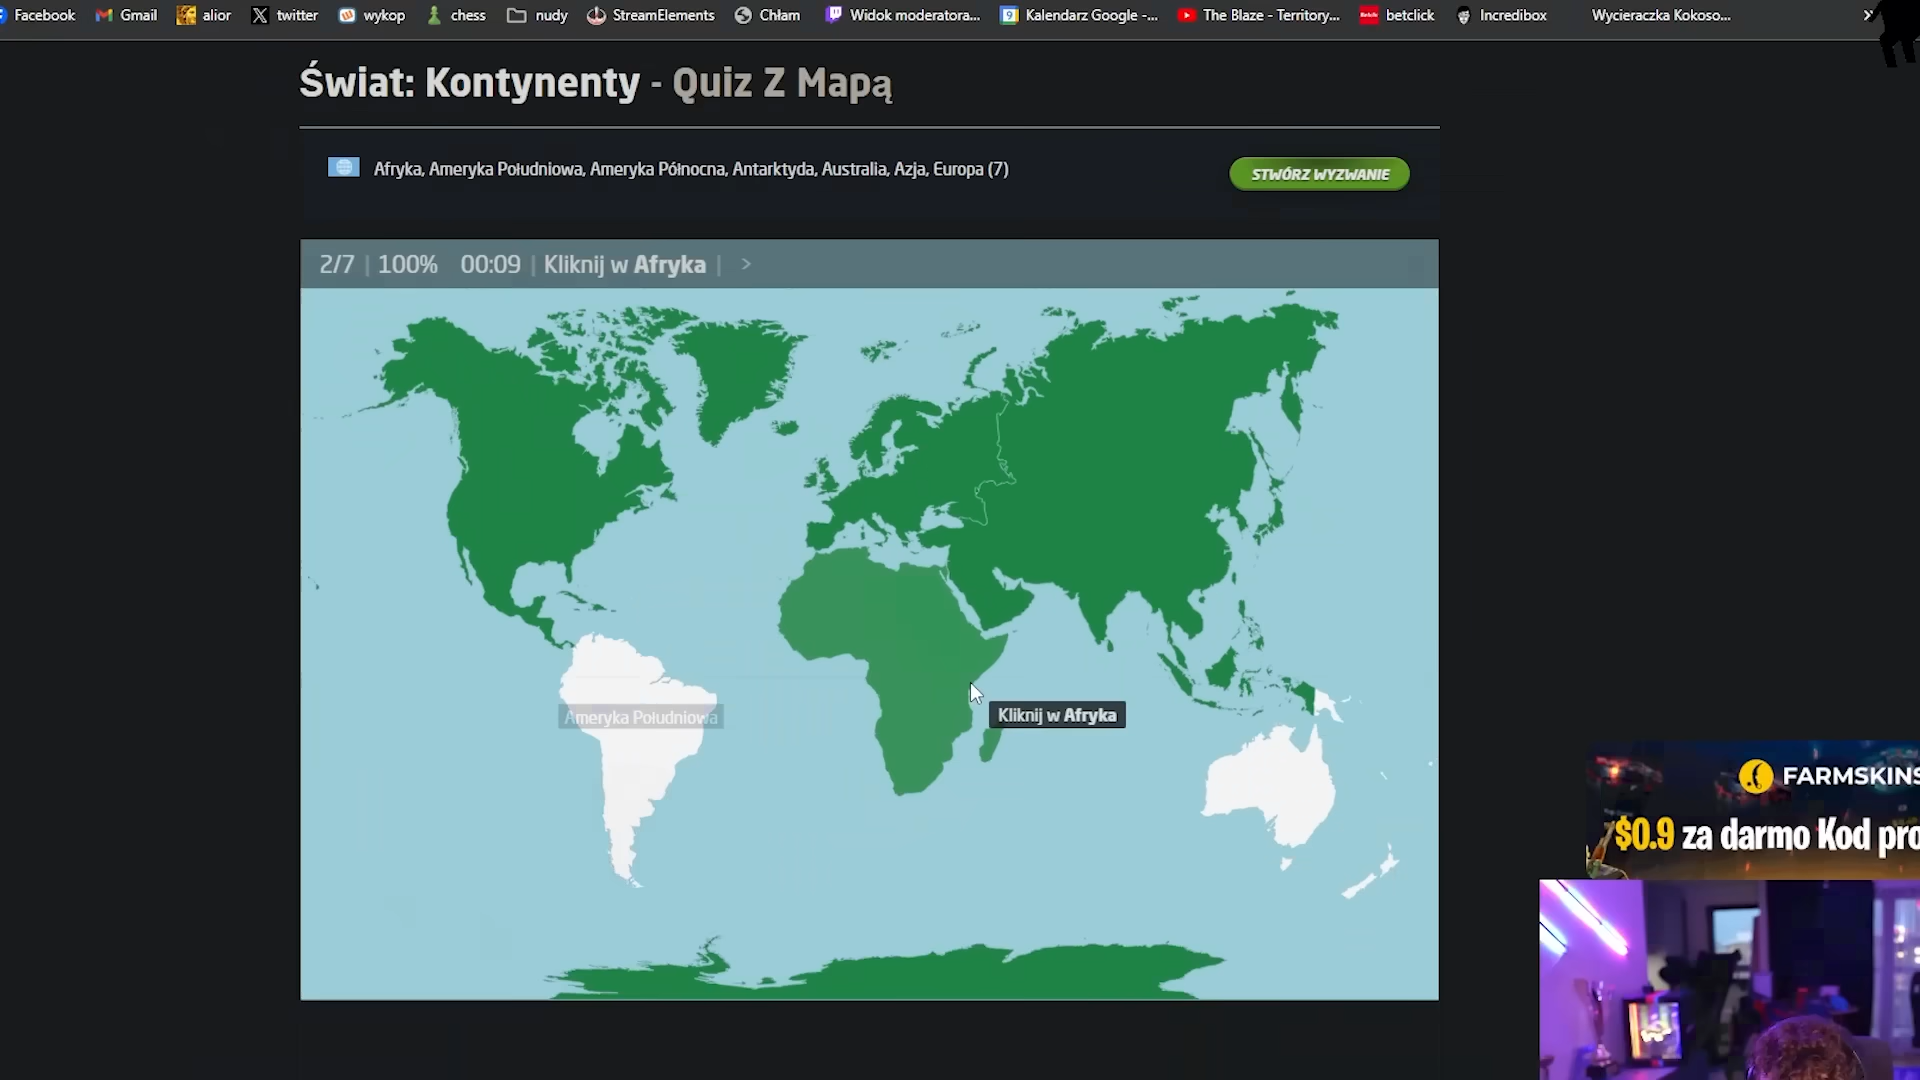 Facebook Gmail alior twitter wykop chess nudy StreamElements Chłam Widok moderatora... Kalendarz Google -... The Blaze - Territory... betclick Incredibox Wycieraczka Kokoso...
Świat: Kontynenty - Quiz Z Mapą
Afryka, Ameryka Południowa, Ameryka Północna, Antarktyda, Australia, Azja, Europa (7)
STWÓRZ WYZWANIE
2/7 | 100% 00:09 | Kliknij w Afryka | >
Ameryka Południowa
Kliknij w Afryka
FARMSKINS
$0.9 za darmo Kod pro